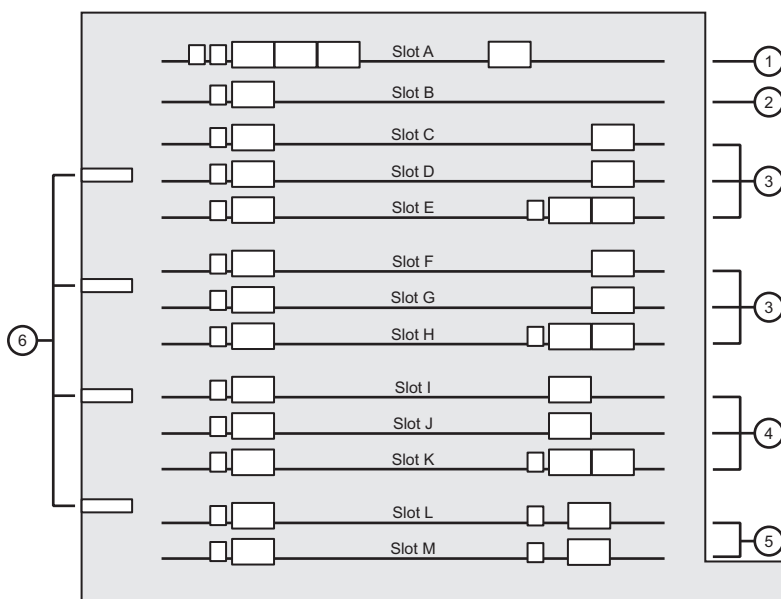 Slot A
1
Slot B
2
Slot C
Slot D
3
Slot E
Slot F
Slot G
3
Slot H
6
Slot I
Slot J
4
Slot K
Slot L
Slot M
5